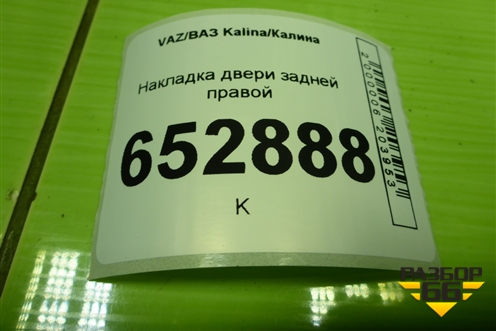 VAZ/ВАЗ Kalina/Калина
Накладка двери задней
правой
652888
К
2000006203953
РАЗБОР
66